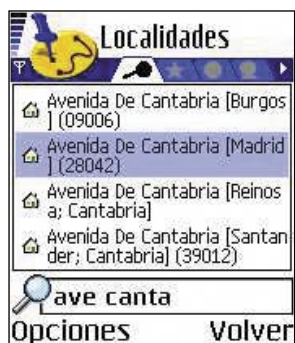 Localidades
Avenida De Cantabria [Burgos
] (09006)
Avenida De Cantabria [Madrid
] (28042)
Avenida De Cantabria [Reinos
a; Cantabria]
Avenida De Cantabria [Santan
der; Cantabria] (39012)
ave canta
Opciones Volver